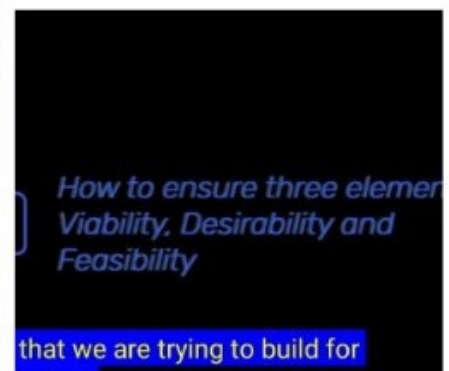 How to ensure three elemen
Viability, Desirability and
Feasibility
that we are trying to build for